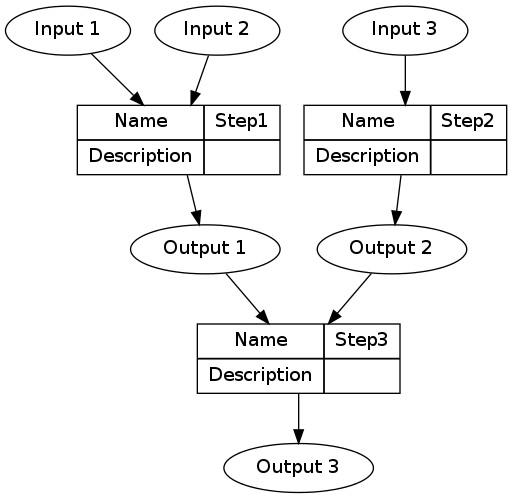 Input 1
Input 2
Input 3
Name
Step1
Description
Name
Step2
Description
Output 1
Output 2
Name
Step3
Description
Output 3